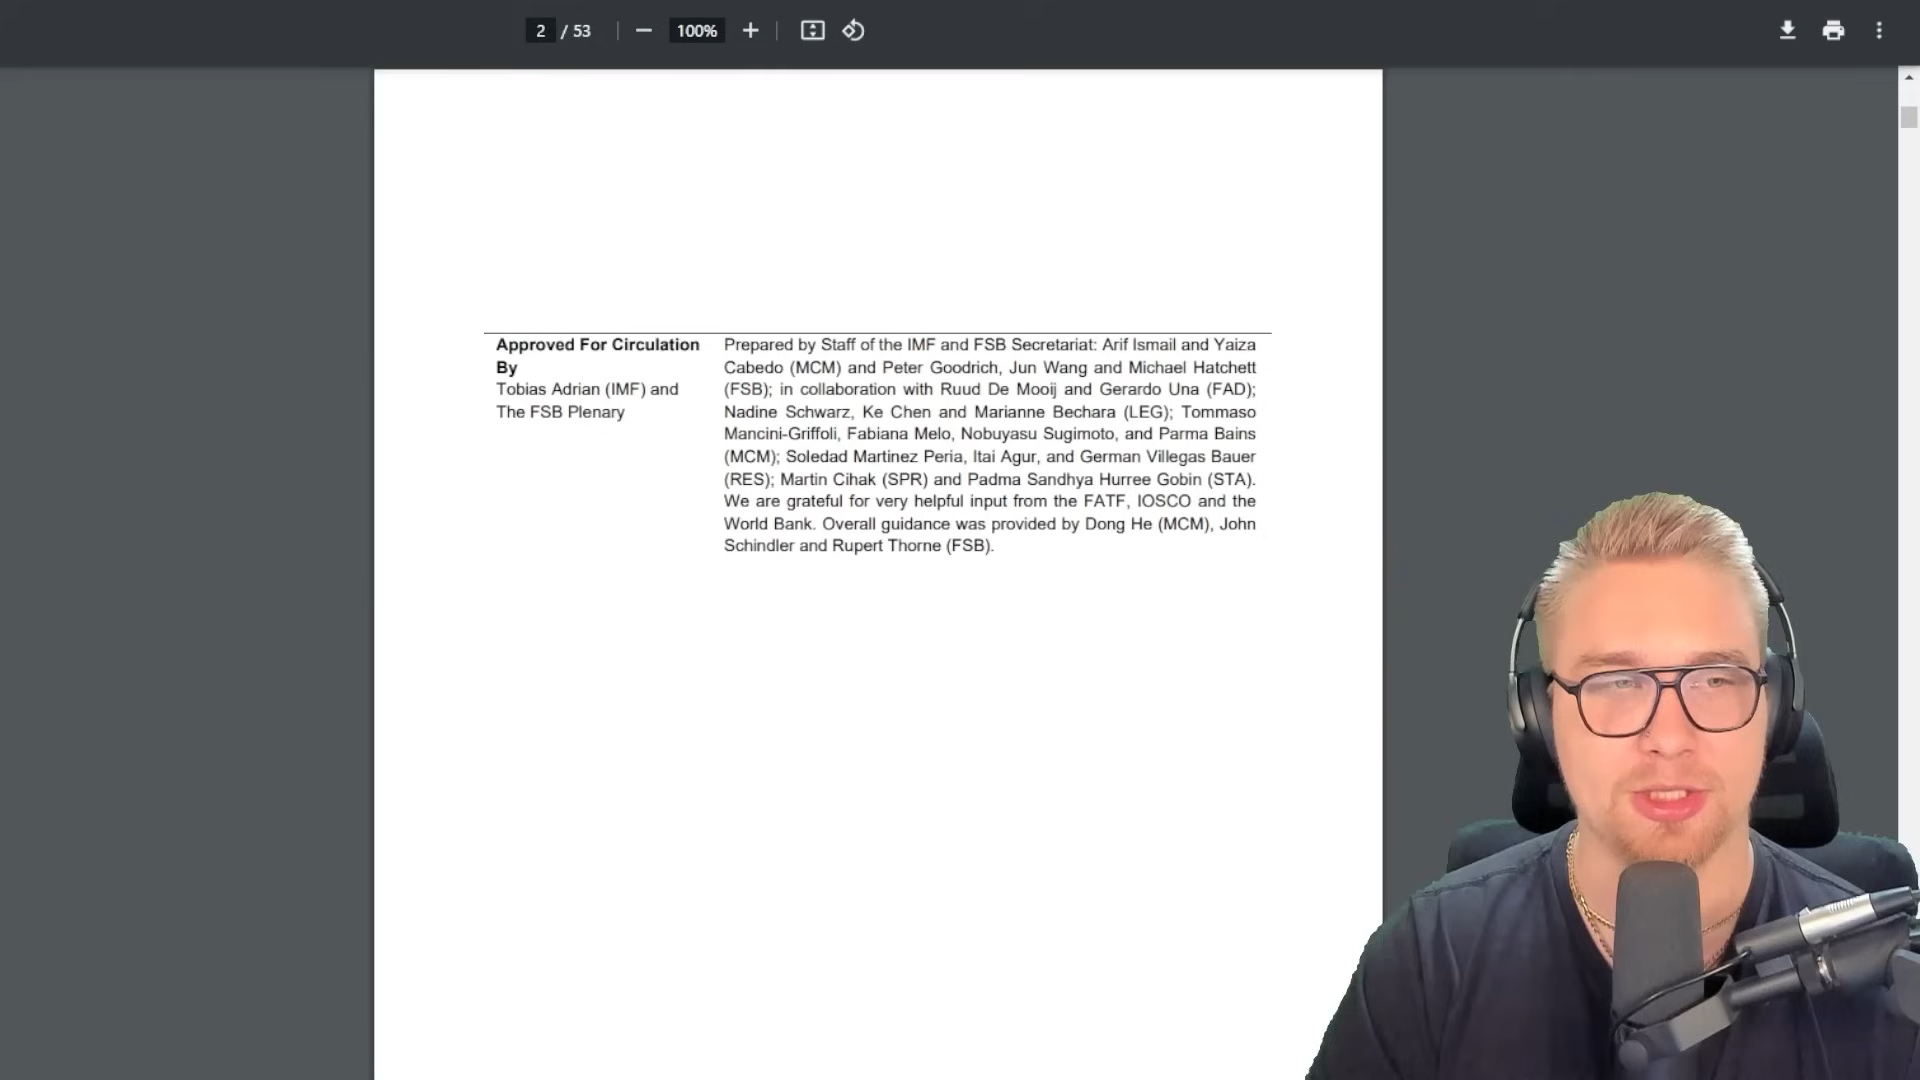 2 / 53 100%
Approved For Circulation
By
Tobias Adrian (IMF) and
The FSB Plenary
Prepared by Staff of the IMF and FSB Secretariat: Arif Ismail and Yaiza
Cabedo (MCM) and Peter Goodrich, Jun Wang and Michael Hatchett
(FSB); in collaboration with Ruud De Mooij and Gerardo Una (FAD);
Nadine Schwarz, Ke Chen and Marianne Bechara (LEG); Tommaso
Mancini-Griffoli, Fabiana Melo, Nobuyasu Sugimoto, and Parma Bains
(MCM); Soledad Martinez Peria, Itai Agur, and German Villegas Bauer
(RES); Martin Cihak (SPR) and Padma Sandhya Hurree Gobin (STA).
We are grateful for very helpful input from the FATF, IOSCO and the
World Bank. Overall guidance was provided by Dong He (MCM), John
Schindler and Rupert Thorne (FSB).